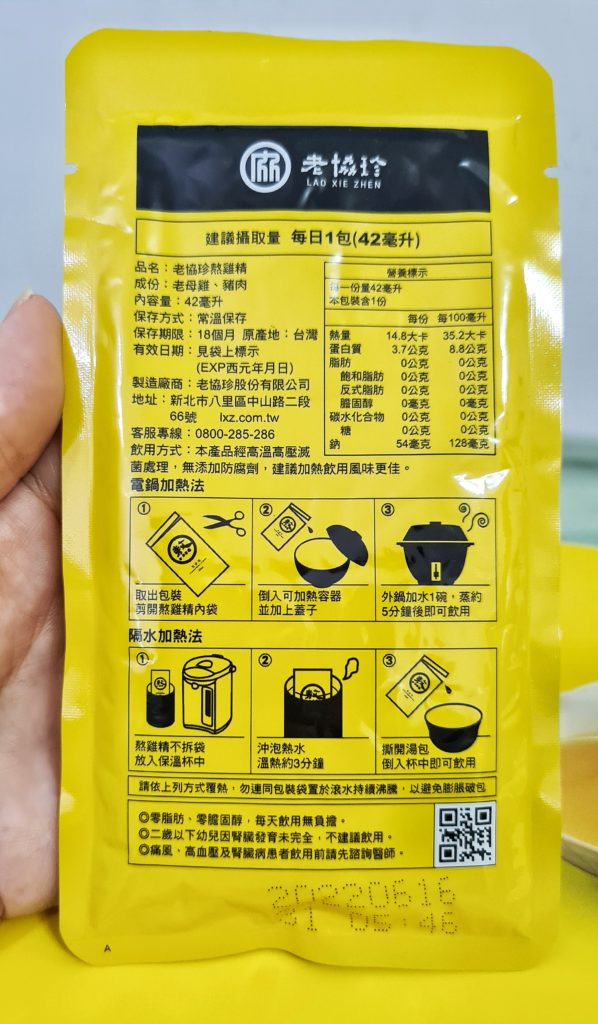 老協珍
LAO XIE ZHEN
建議攝取量 每日1包(42毫升)
品名：老協珍熬雞精
成份：老母雞、豬肉
內容量：42毫升
保存方式：常溫保存
保存期限：18個月 原產地：台灣
有效日期：見袋上標示
(EXP西元年月日)
製造廠商：老協珍股份有限公司
地址：新北市八里區中山路二段
66號 lxz.com.tw
客服專線：0800-285-286
飲用方式：本產品經高溫高壓滅
菌處理，無添加防腐劑，建議加熱飲用風味更佳。
營養標示
每一份量42毫升
本包裝含1份
每份 每100毫升
熱量 14.8大卡 35.2大卡
蛋白質 3.7公克 8.8公克
脂肪 0公克 0公克
飽和脂肪 0公克 0公克
反式脂肪 0公克 0公克
膽固醇 0毫克 0毫克
碳水化合物 0公克 0公克
糖 0公克 0公克
鈉 54毫克 128毫克
電鍋加熱法
①
取出包裝
剪開熬雞精內袋
②
倒入可加熱容器
並加上蓋子
③
外鍋加水1碗，蒸約
5分鐘後即可飲用
隔水加熱法
①
熬雞精不拆袋
放入保溫杯中
②
沖泡熱水
溫熱約3分鐘
③
撕開湯包
倒入杯中即可飲用
請依上列方式覆熱，勿連同包裝袋置於滾水持續沸騰，以避免膨脹破包
◎零脂肪、零膽固醇，每天飲用無負擔。
◎二歲以下幼兒因腎臟發育未完全，不建議飲用。
◎痛風、高血壓及腎臟病患者飲用前請先諮詢醫師。
20220616
05:46
A